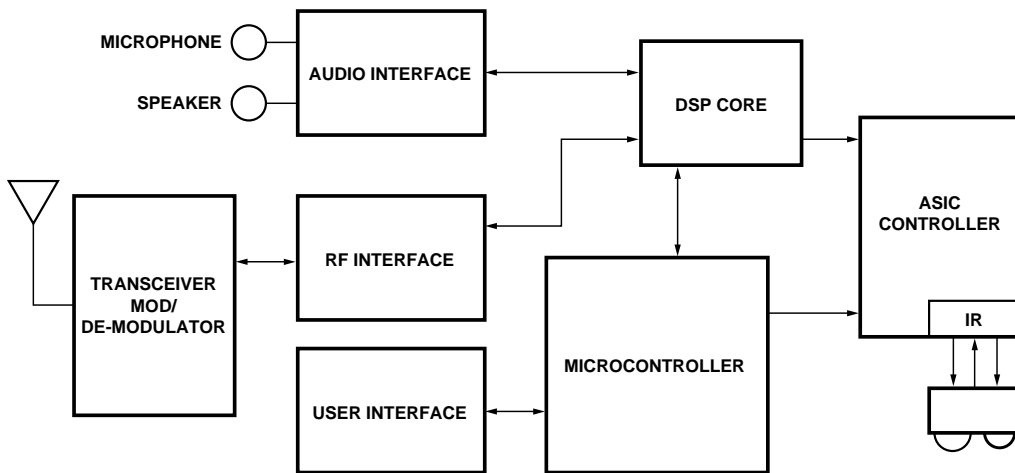 MICROPHONE
SPEAKER
AUDIO INTERFACE
DSP CORE
ASIC
CONTROLLER
TRANSCEIVER
MOD/
DE-MODULATOR
RF INTERFACE
IR
MICROCONTROLLER
USER INTERFACE